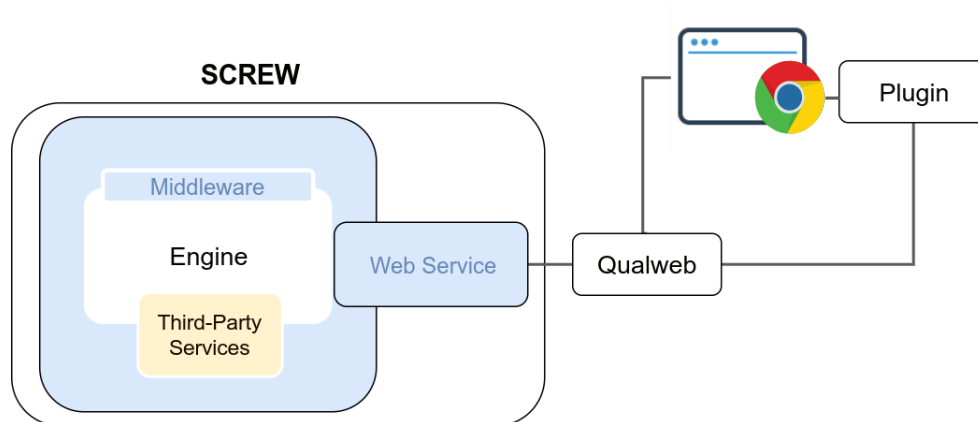 SCREW
Middleware
Engine
Third-Party
Services
Web Service
Qualweb
Plugin